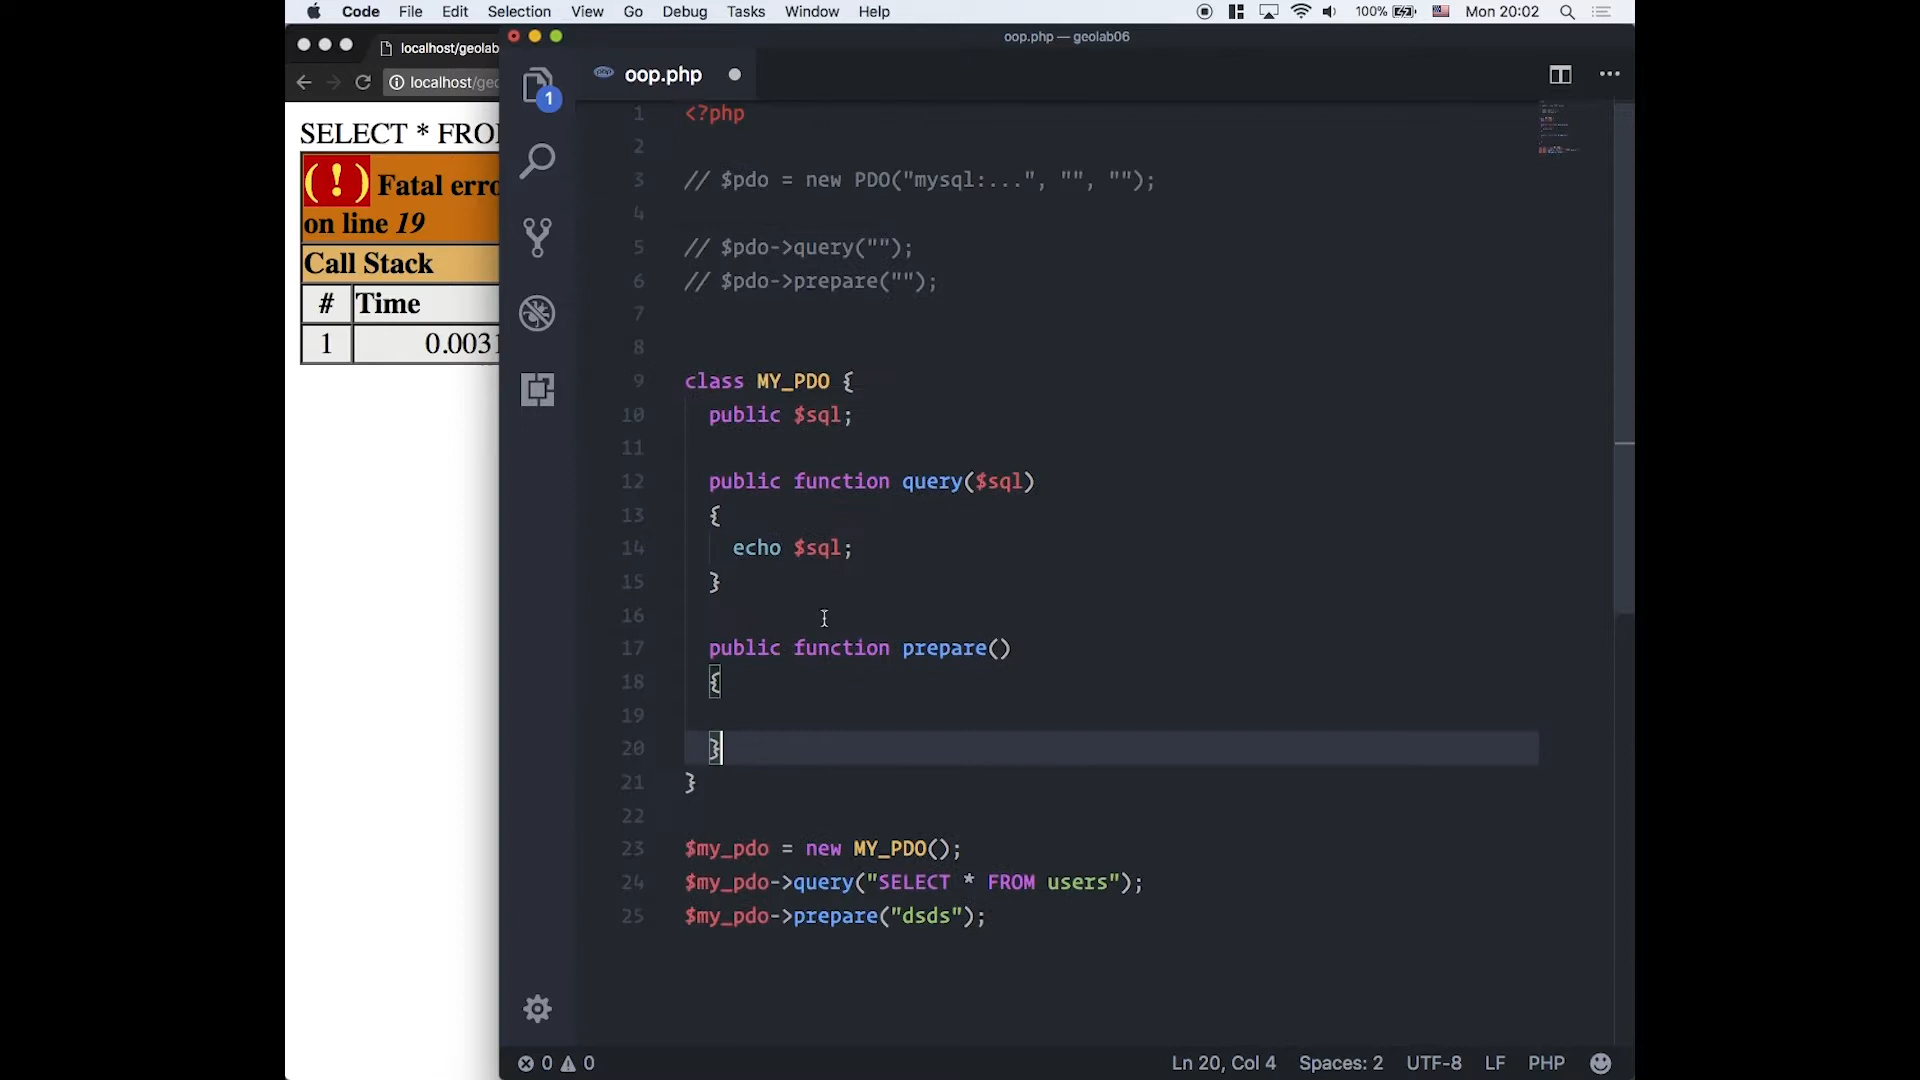 Code File Edit Selection View Go Debug Tasks Window Help 100% Mon 20:02
localhost/geolab
localhost/geo
SELECT * FRO
( ! ) Fatal erro
on line 19
Call Stack
# Time
1 0.0031
oop.php — geolab06
1
php oop.php
1 <?php
2
3 // $pdo = new PDO("mysql:...", "", "");
4
5 // $pdo->query("");
6 // $pdo->prepare("");
7
8
9 class MY_PDO {
10 public $sql;
11
12 public function query($sql)
13 {
14 echo $sql;
15 }
16
17 public function prepare()
18 {
19
20 }
21 }
22
23 $my_pdo = new MY_PDO();
24 $my_pdo->query("SELECT * FROM users");
25 $my_pdo->prepare("dsds");
0 0 Ln 20, Col 4 Spaces: 2 UTF-8 LF PHP